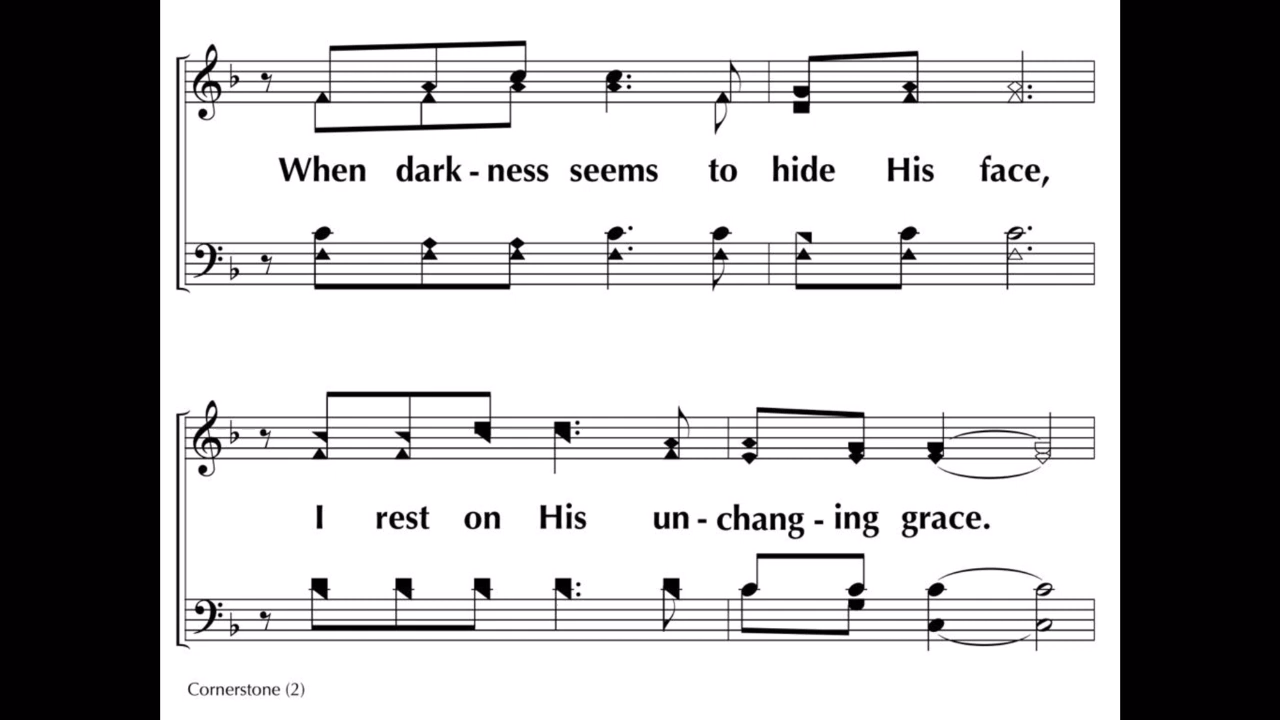 When dark - ness seems to hide His face,
I rest on His un - chang - ing grace.
Cornerstone (2)